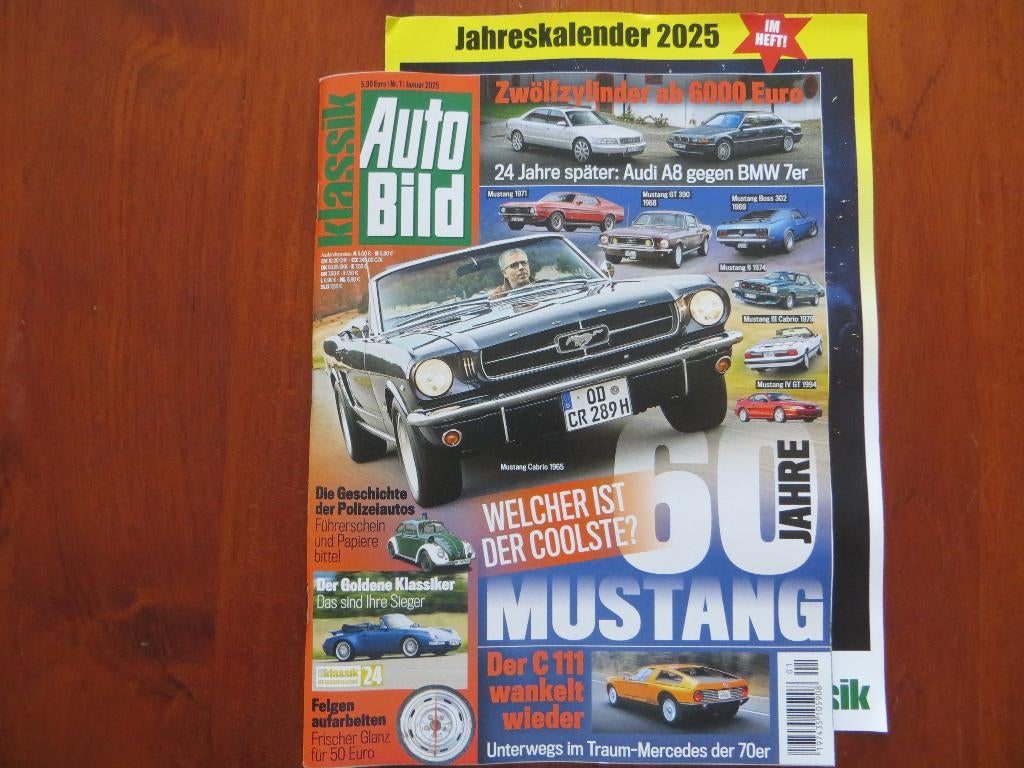 Jahreskalender 2025
IM
HEFT!
5,90 Euro | Nr. 1 | Januar 2025
klassik
Auto
Bild
Zwölfzylinder ab 6000 Euro
24 Jahre später: Audi A8 gegen BMW 7er
Mustang 1971
Mustang GT 390
1968
Mustang Boss 302
1969
Mustang II 1974
Mustang III Cabrio 1979
Mustang IV GT 1994
OD
CR 289H
Mustang Cabrio 1965
60
JAHRE
WELCHER IST
DER COOLSTE?
MUSTANG
Die Geschichte
der Polizeiautos
Führerschein
und Papiere
bitte!
Der Goldene Klassiker
Das sind Ihre Sieger
klassik
24
Felgen
aufarbeiten
Frischer Glanz
für 50 Euro
Der C 111
wankelt
wieder
Unterwegs im Traum-Mercedes der 70er
01
4197435105908
sik